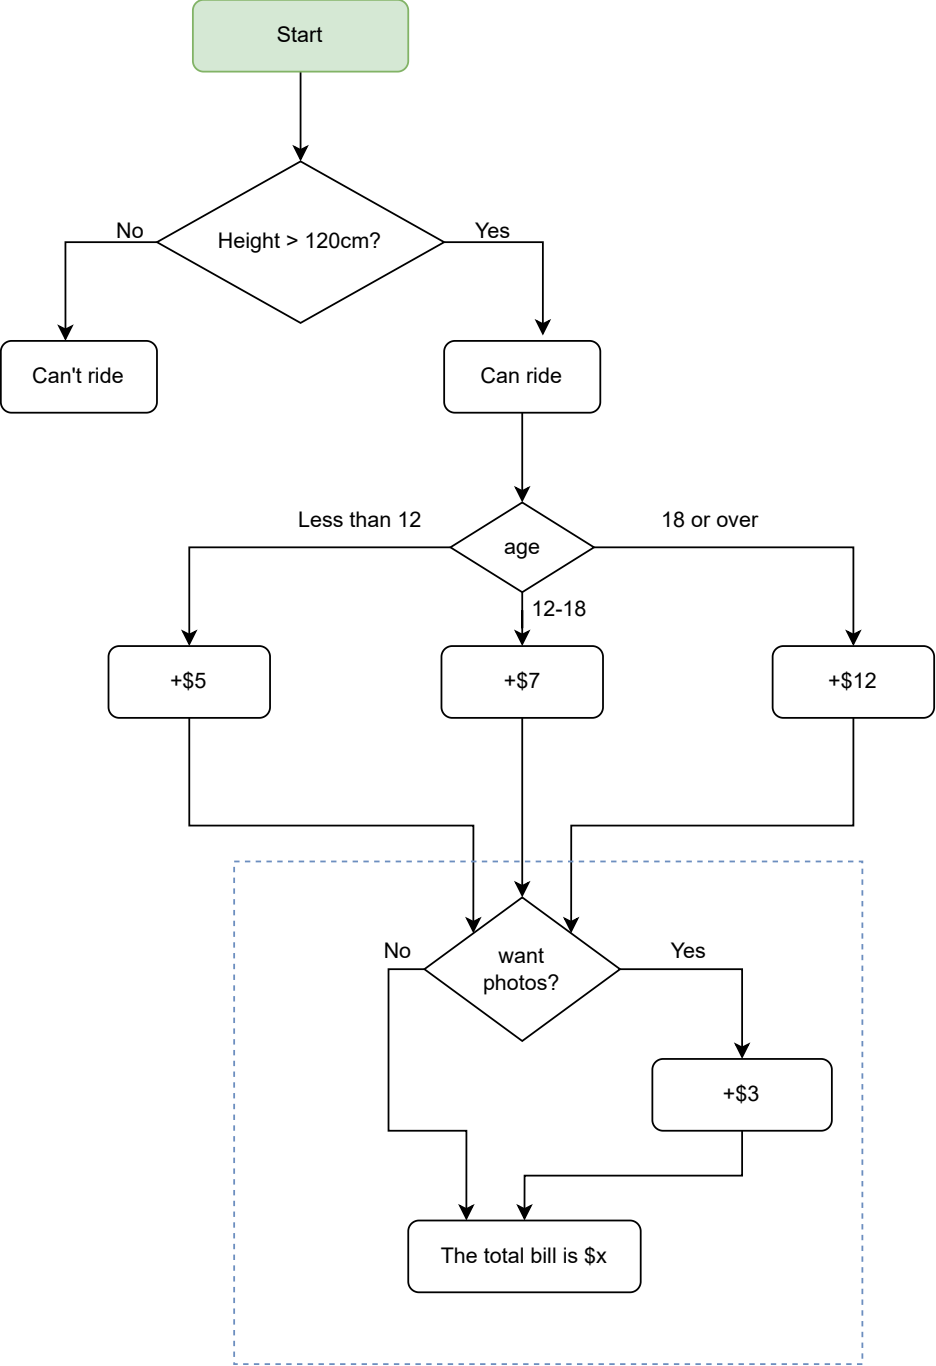 Start
Height > 120cm?
No
Yes
Can't ride
Can ride
age
Less than 12
18 or over
12-18
+$5
+$7
+$12
want
photos?
No
Yes
+$3
The total bill is $x